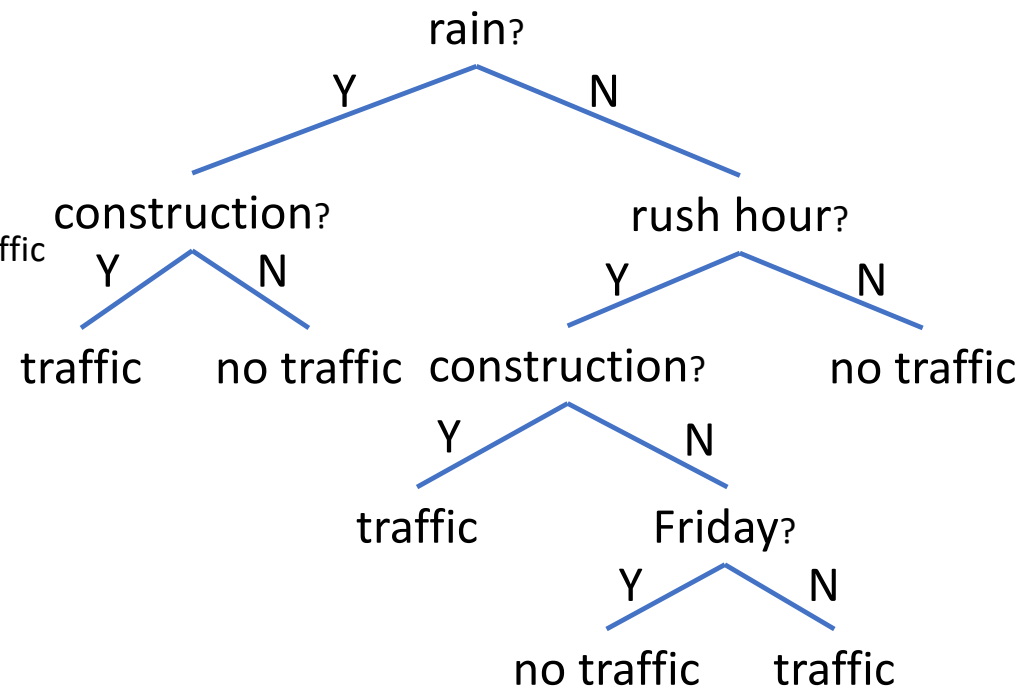 rain?
Y N
construction? rush hour?
ffic
Y N Y N
traffic no traffic construction? no traffic
Y N
traffic Friday?
Y N
no traffic traffic